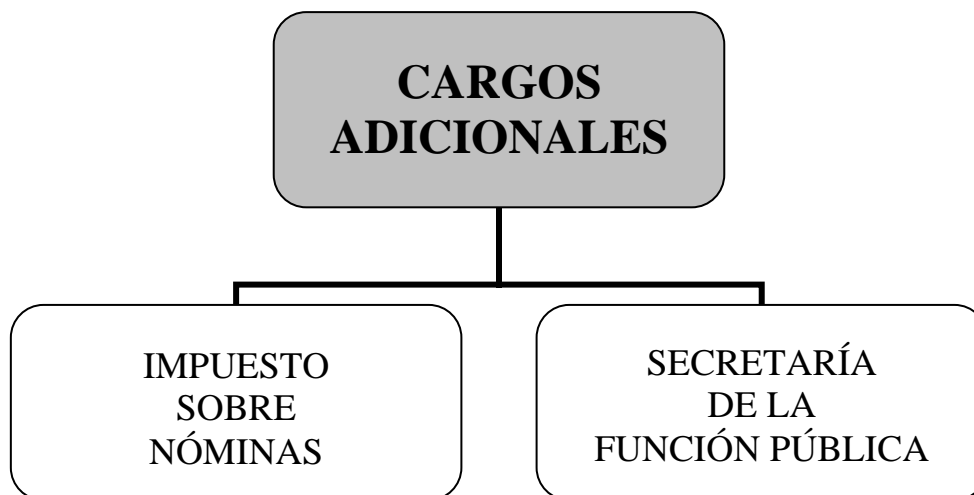 CARGOS
ADICIONALES
IMPUESTO
SOBRE
NÓMINAS
SECRETARÍA
DE LA
FUNCIÓN PÚBLICA